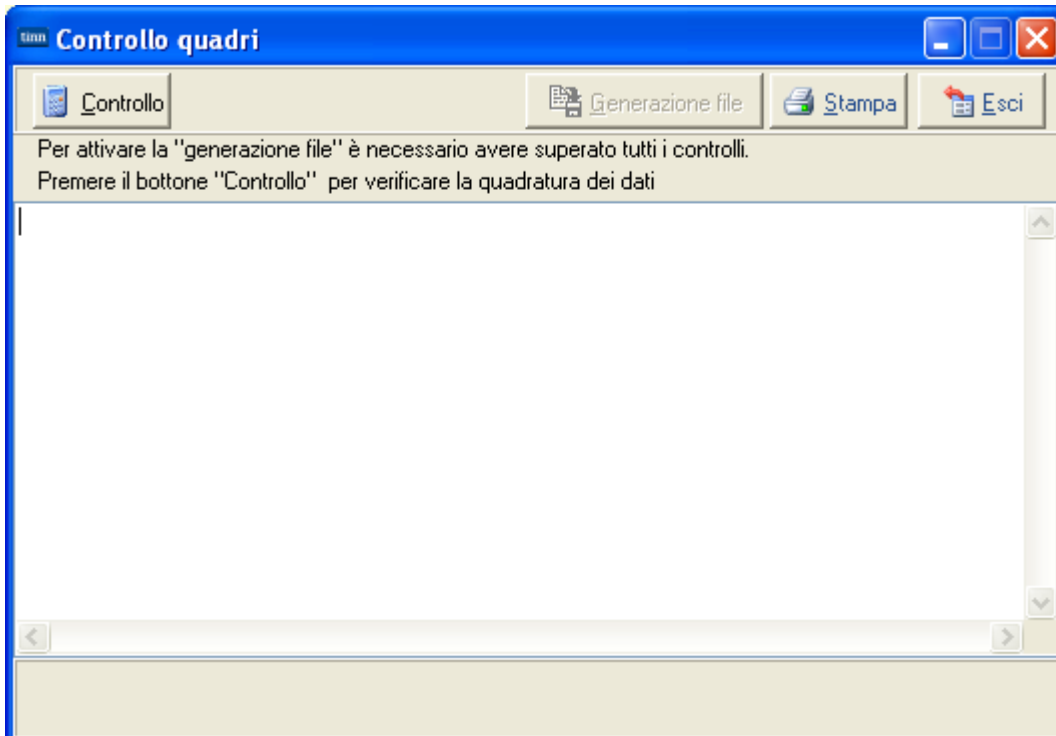 tinn Controllo quadri
Controllo Generazione file Stampa Esci
Per attivare la "generazione file" è necessario avere superato tutti i controlli.
Premere il bottone "Controllo" per verificare la quadratura dei dati